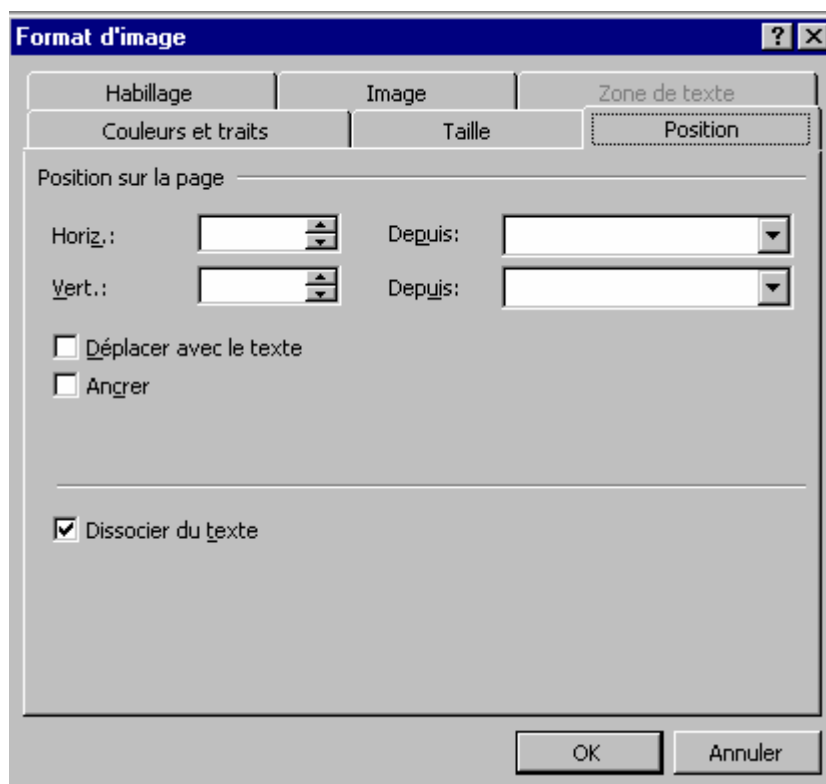 Format d'image
Habillage Image Zone de texte
Couleurs et traits Taille Position
Position sur la page
Horiz.: Depuis:
Vert.: Depuis:
Déplacer avec le texte
Ancrer
Dissocier du texte
OK Annuler